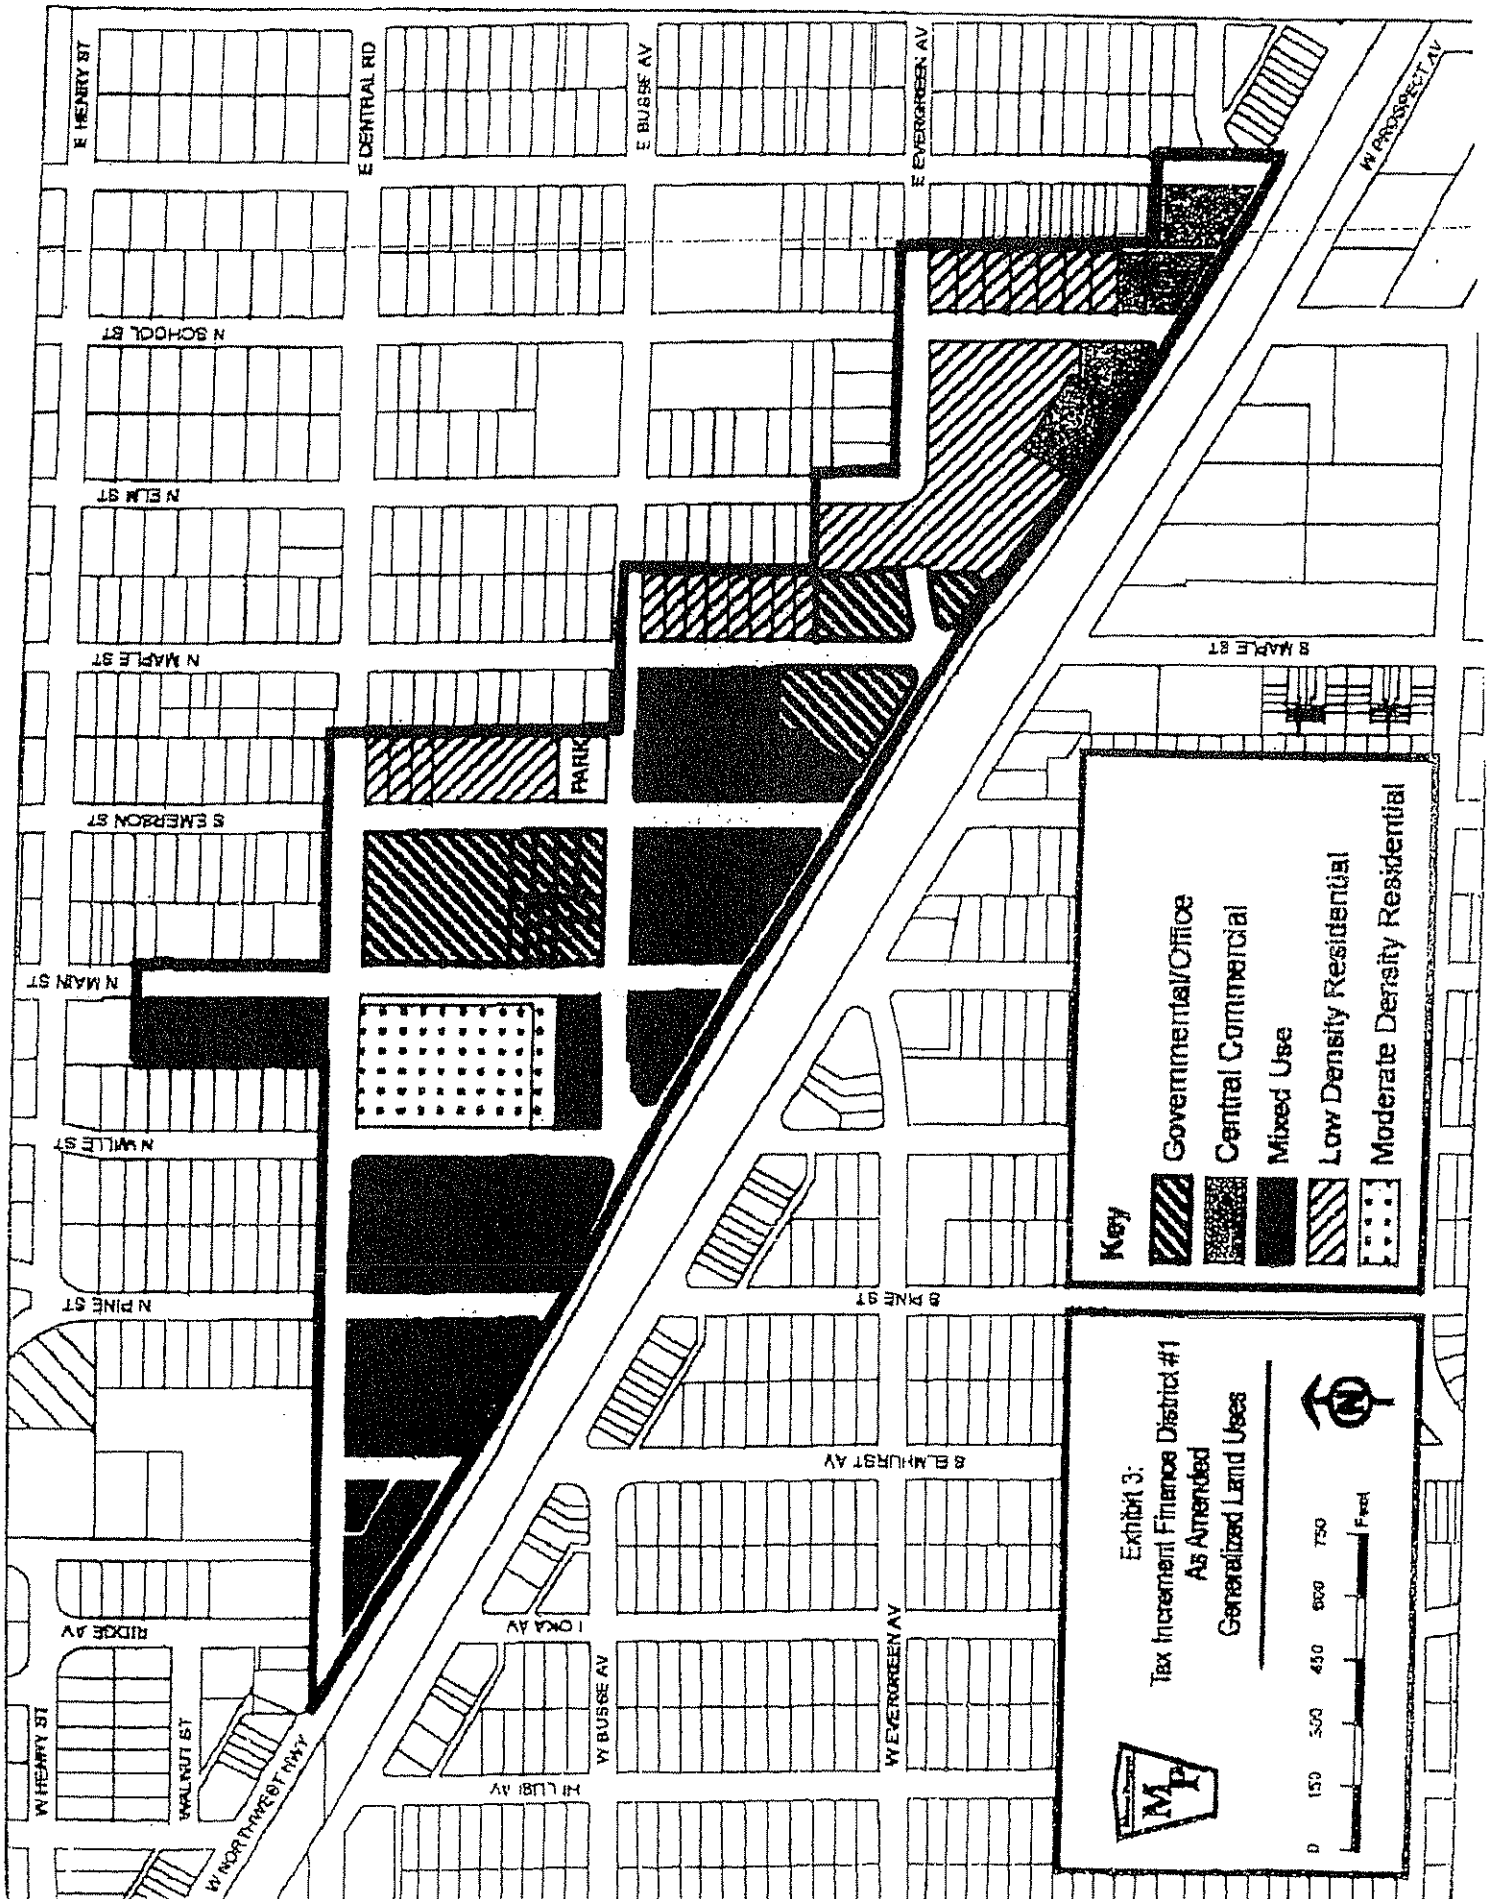 E HENRY ST
E CENTRAL RD
E BUSSE AV
E EVERGREEN AV
W PROSPECT AV
N SCHOOL ST
N ELM ST
N MAPLE ST
S MAPLE ST
PARK
S EMERSON ST
N MAIN ST
N WILLE ST
N PINE ST
S PINE ST
S ELMHURST AV
RIDGE AV
I OKA AV
W HENRY ST
WALNUT ST
W NORTHWEST HWY
W BUSSE AV
W EVERGREEN AV
HI LUSI AV
Key
Governmental/Office
Central Commercial
Mixed Use
Low Density Residential
Moderate Density Residential
Exhibit 3:
Tax Increment Finance District #1
As Amended
Generalized Land Uses
N
0 150 300 450 600 750
Feet
Mount Prospect
MP